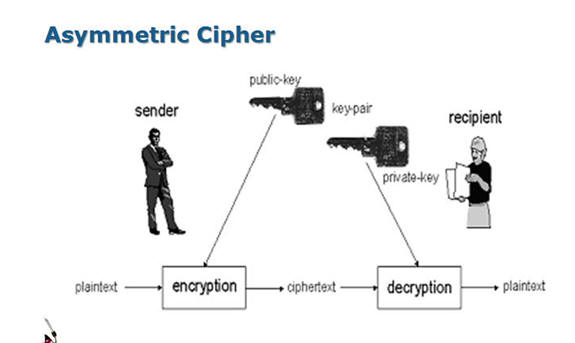 Asymmetric Cipher
public-key
sender
key-pair
recipient
private-key
plaintext
encryption
ciphertext
decryption
plaintext